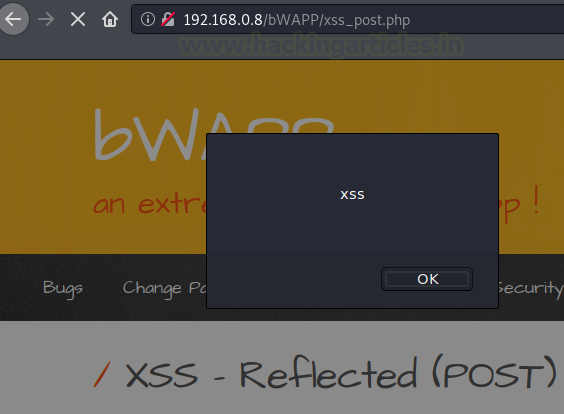 192.168.0.8/bWAPP/xss_post.php
www.hackingarticles.in
bWAPP
an extre
pp !
xss
OK
Bugs
Change Pa
Security
/ XSS - Reflected (POST)